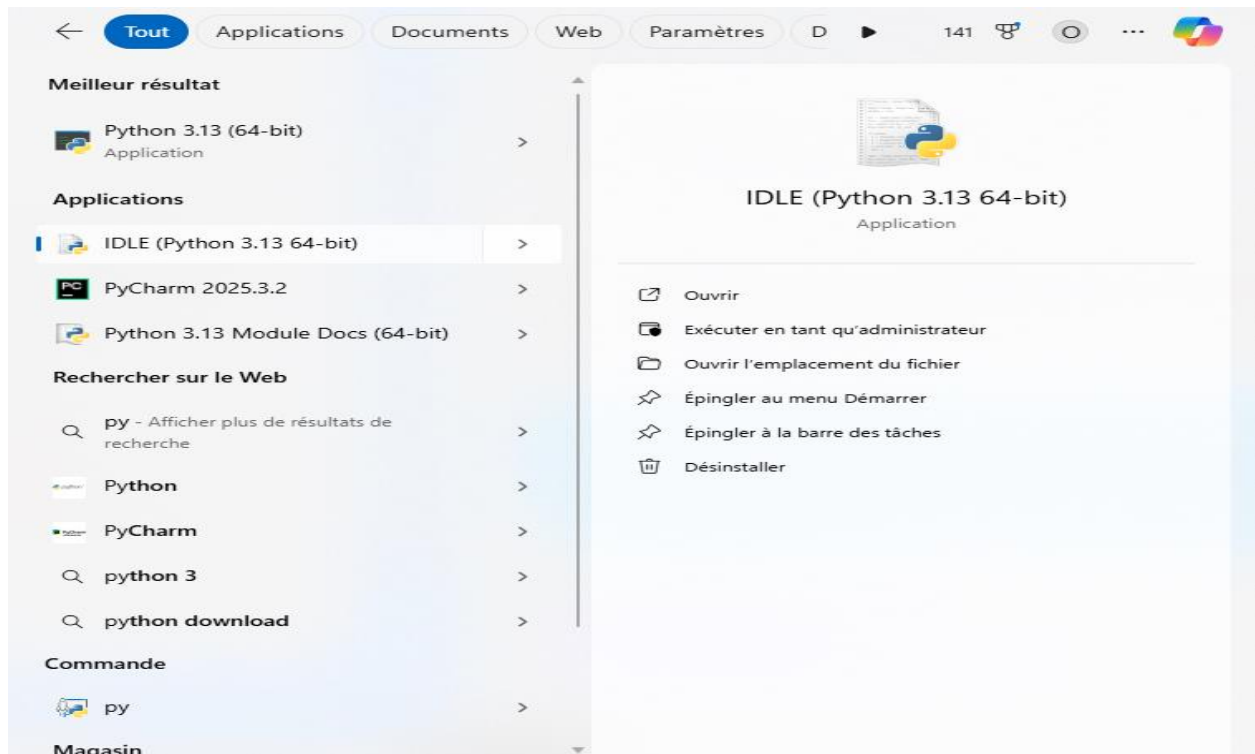 Tout Applications Documents Web Paramètres D 141 O ...
Meilleur résultat
Python 3.13 (64-bit)
Application
Applications
IDLE (Python 3.13 64-bit)
PyCharm 2025.3.2
Python 3.13 Module Docs (64-bit)
Rechercher sur le Web
py - Afficher plus de résultats de
recherche
Python
PyCharm
python 3
python download
Commande
py
Magasin
IDLE (Python 3.13 64-bit)
Application
Ouvrir
Exécuter en tant qu'administrateur
Ouvrir l'emplacement du fichier
Épingler au menu Démarrer
Épingler à la barre des tâches
Désinstaller